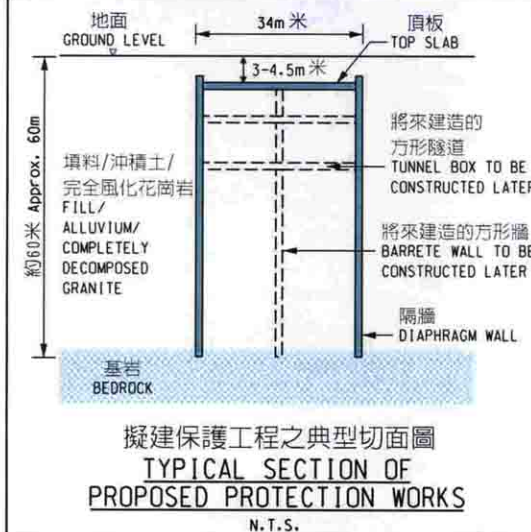 地面
GROUND LEVEL
34m 米
頂板
TOP SLAB
3-4.5m 米
約60米 Approx. 60m
填料/沖積土/
完全風化花崗岩
FILL/
ALLUVIUM/
COMPLETELY
DECOMPOSED
GRANITE
將來建造的
方形隧道
TUNNEL BOX TO BE
CONSTRUCTED LATER
將來建造的方形牆
BARRETE WALL TO BE
CONSTRUCTED LATER
隔牆
DIAPHRAGM WALL
基岩
BEDROCK
擬建保護工程之典型切面圖
TYPICAL SECTION OF
PROPOSED PROTECTION WORKS
N.T.S.